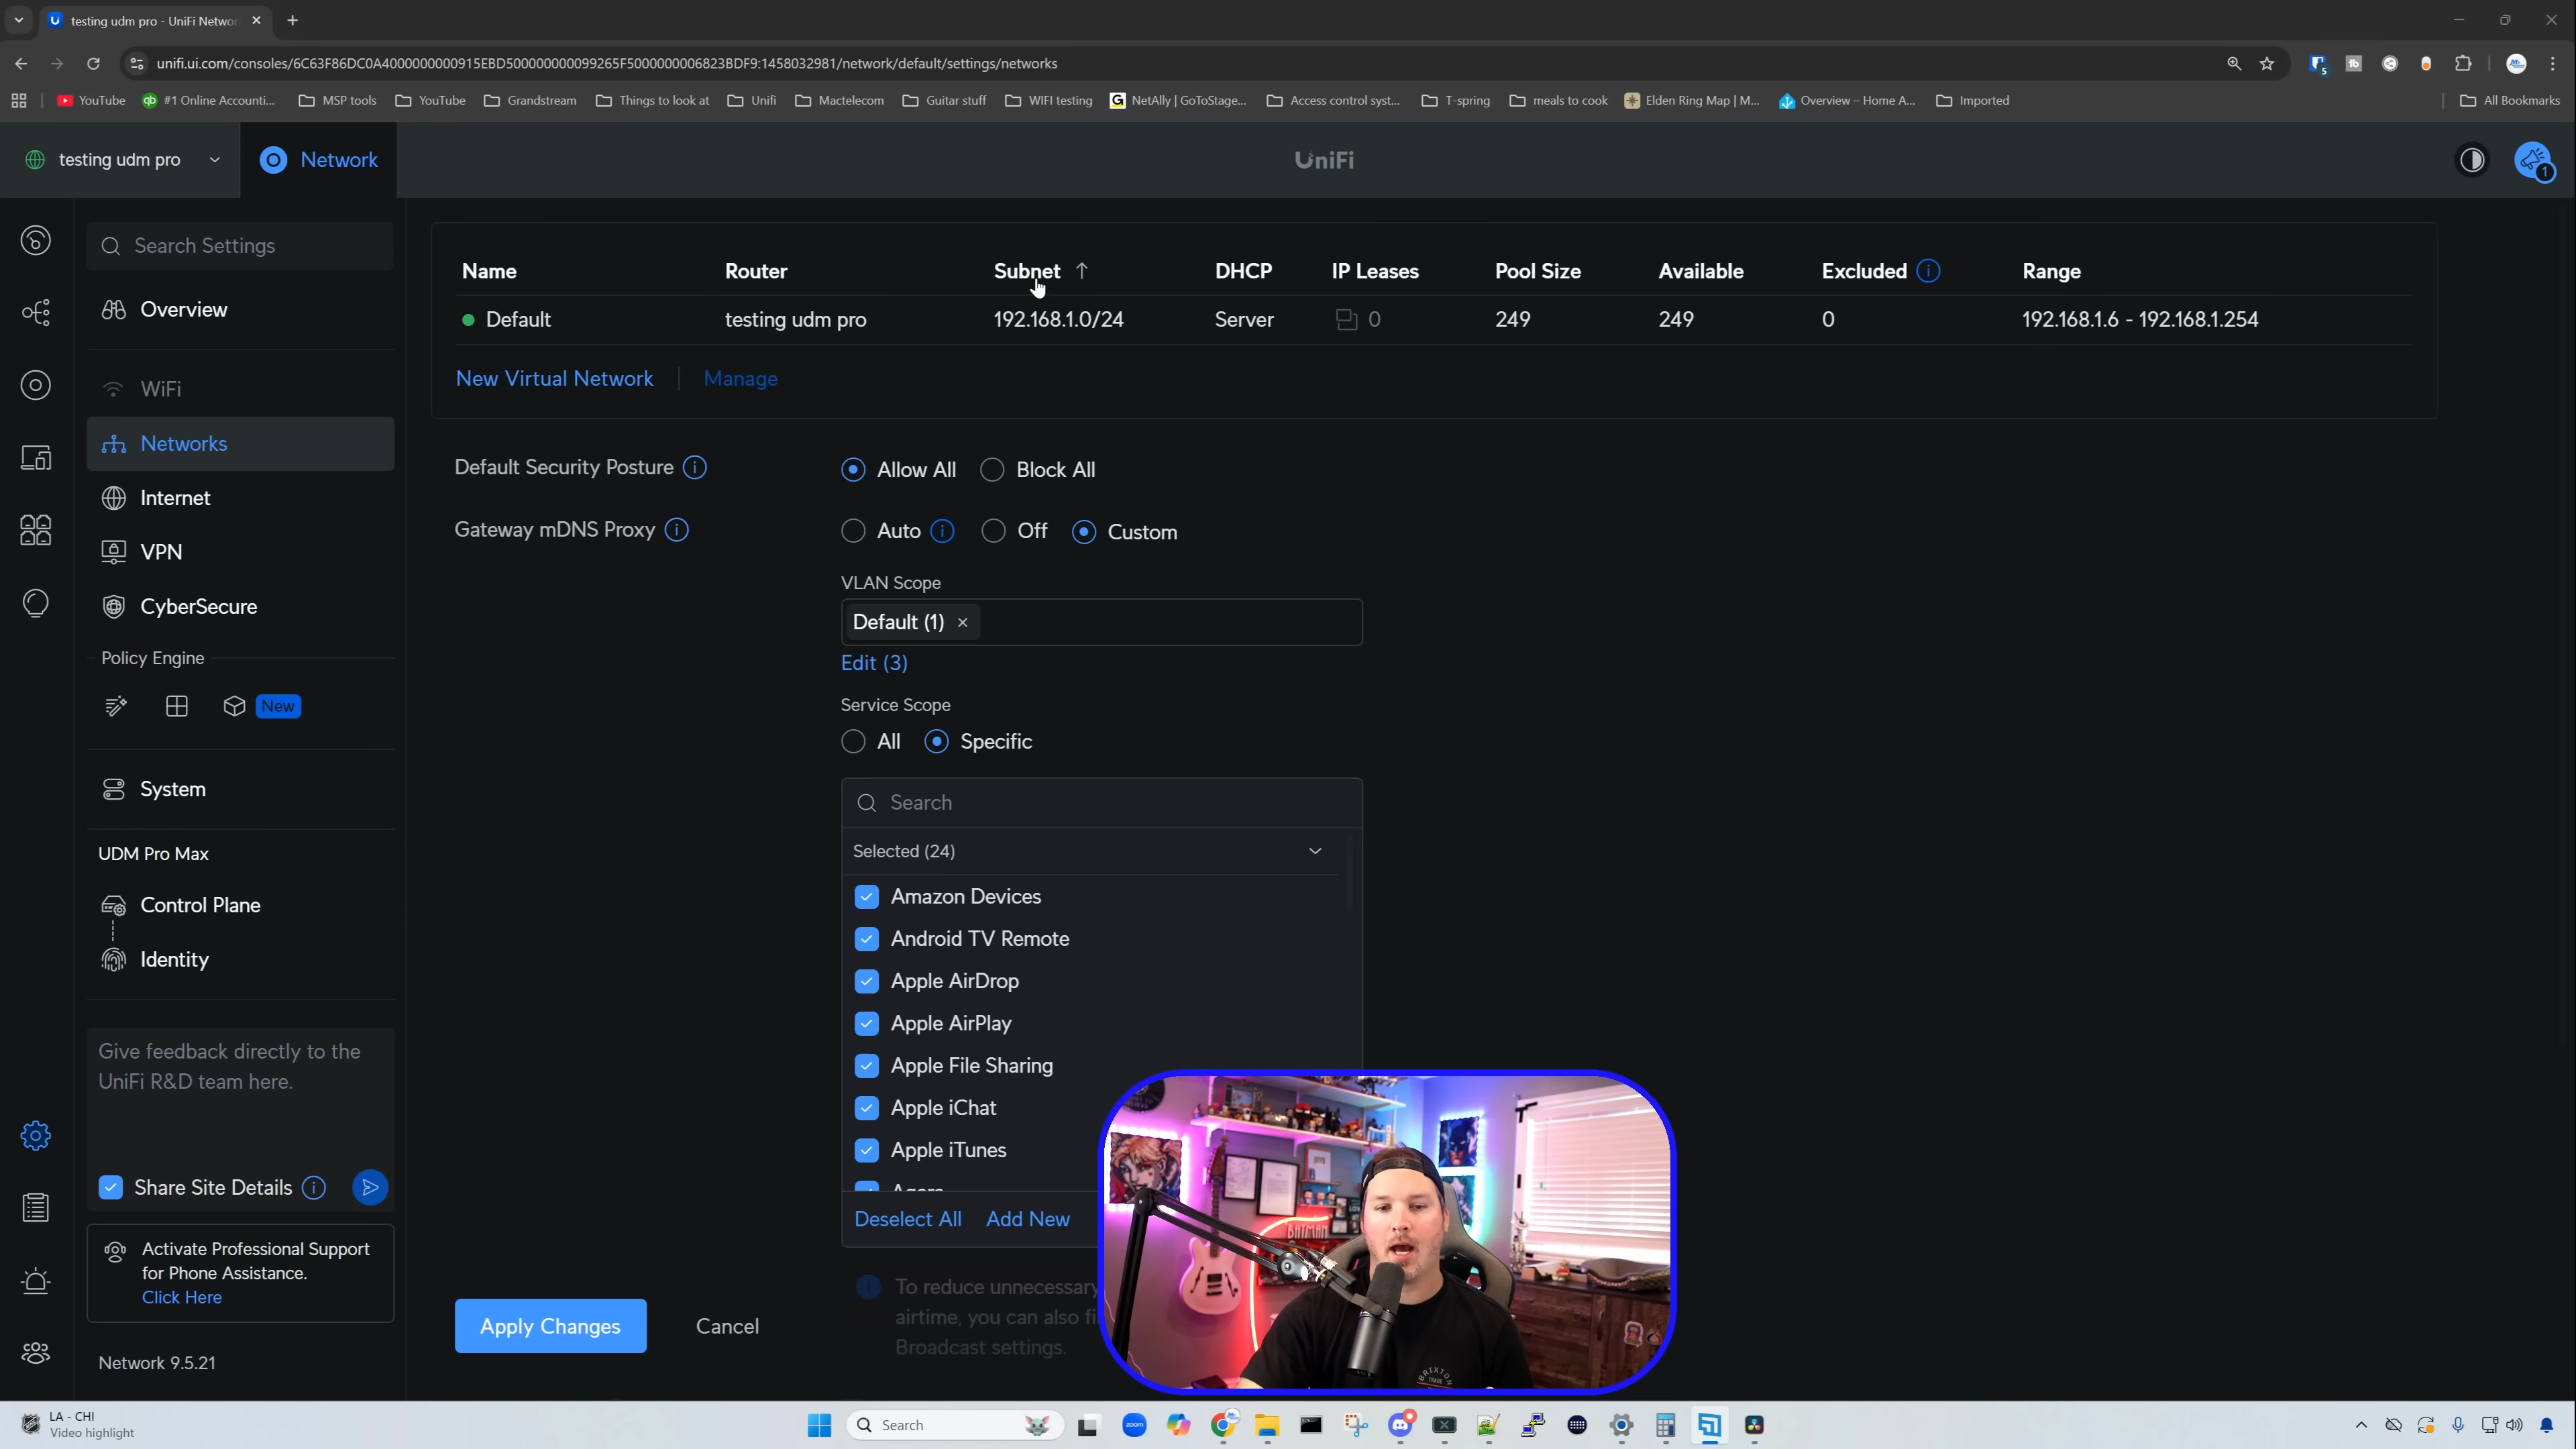 testing udm pro - UniFi Networ
unifi.ui.com/consoles/6C63F86DC0A4000000000915EBD500000000099265F5000000006823BDF9:1458032981/network/default/settings/networks
YouTube #1 Online Accounti... MSP tools YouTube Grandstream Things to look at Unifi Mactelecom Guitar stuff WIFI testing NetAlly | GoToStage... Access control syst... T-spring meals to cook Elden Ring Map | M... Overview – Home A... Imported All Bookmarks
testing udm pro Network UniFi 1
Search Settings
Overview
WiFi
Networks
Internet
VPN
CyberSecure
Policy Engine
New
System
UDM Pro Max
Control Plane
Identity
Give feedback directly to the
UniFi R&D team here.
Share Site Details
Activate Professional Support
for Phone Assistance.
Click Here
Network 9.5.21
Name Router Subnet DHCP IP Leases Pool Size Available Excluded Range
Default testing udm pro 192.168.1.0/24 Server 0 249 249 0 192.168.1.6 - 192.168.1.254
New Virtual Network Manage
Default Security Posture Allow All Block All
Gateway mDNS Proxy Auto Off Custom
VLAN Scope
Default (1)
Edit (3)
Service Scope
All Specific
Search
Selected (24)
Amazon Devices
Android TV Remote
Apple AirDrop
Apple AirPlay
Apple File Sharing
Apple iChat
Apple iTunes
Aqara
Deselect All Add New
To reduce unnecessary
airtime, you can also fi
Broadcast settings.
Apply Changes Cancel
BATMAN
BRIXTON
LA - CHI
Video highlight
Search
zoom